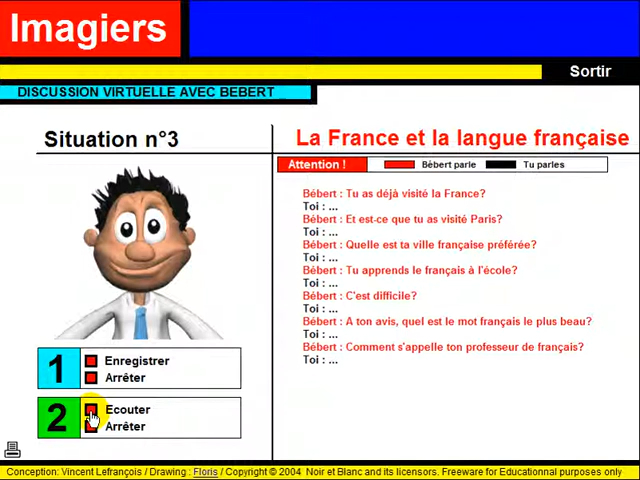 Imagiers
Sortir
DISCUSSION VIRTUELLE AVEC BEBERT
Situation n°3
La France et la langue française
Attention !
Bébert parle
Tu parles
Bébert : Tu as déjà visité la France?
Toi : ...
Bébert : Et est-ce que tu as visité Paris?
Toi : ...
Bébert : Quelle est ta ville française préférée?
Toi : ...
Bébert : Tu apprends le français à l'école?
Toi : ...
Bébert : C'est difficile?
Toi : ...
Bébert : A ton avis, quel est le mot français le plus beau?
Toi : ...
Bébert : Comment s'appelle ton professeur de français?
Toi : ...
1
Enregistrer
Arrêter
2
Ecouter
Arrêter
Conception: Vincent Lefrançois / Drawing : Floris / Copyright © 2004 Noir et Blanc and its licensors. Freeware for Educationnal purposes only